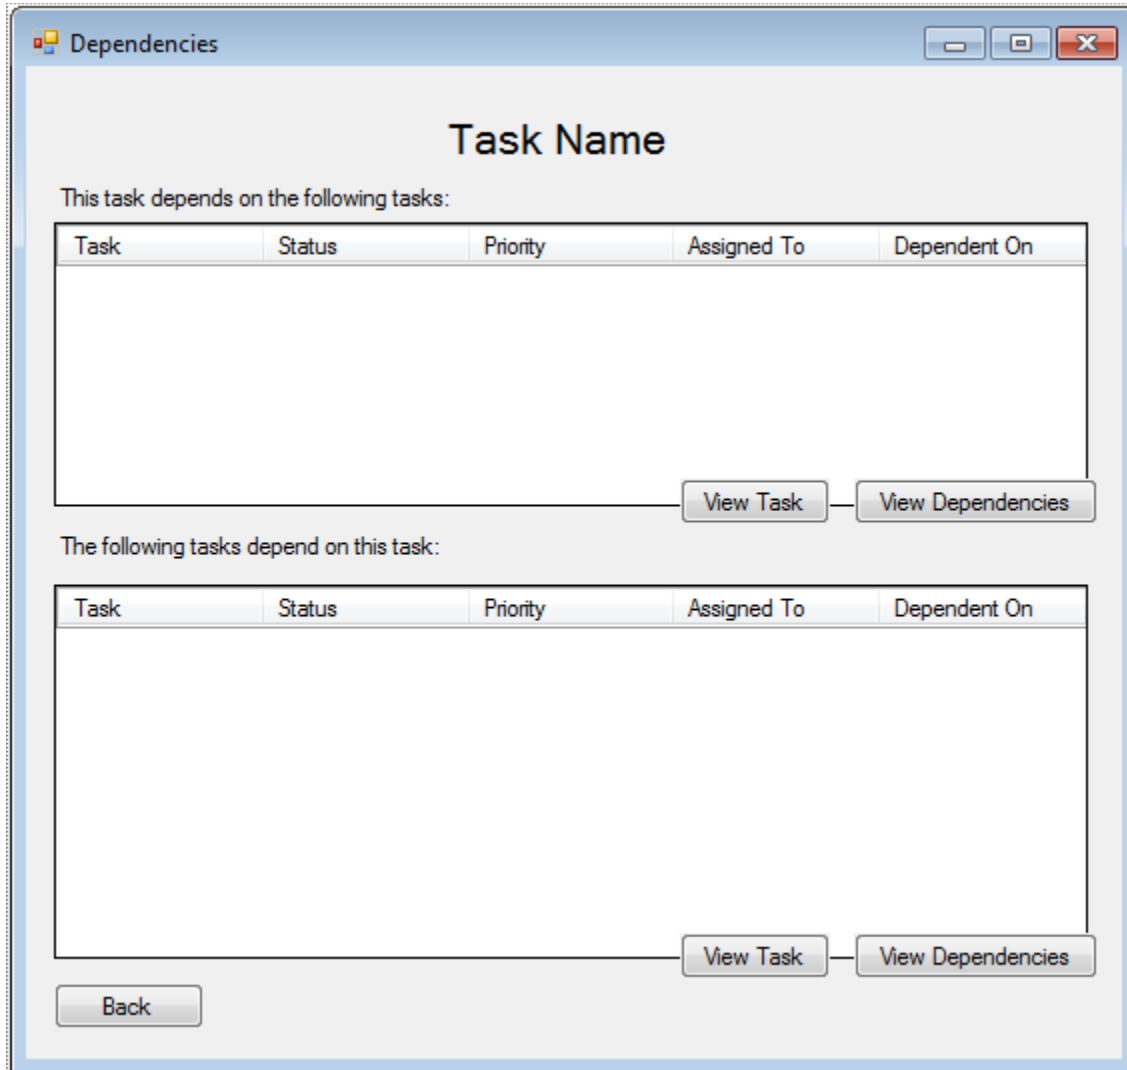 Dependencies
Task Name
This task depends on the following tasks:
Task Status Priority Assigned To Dependent On
View Task View Dependencies
The following tasks depend on this task:
Task Status Priority Assigned To Dependent On
View Task View Dependencies
Back